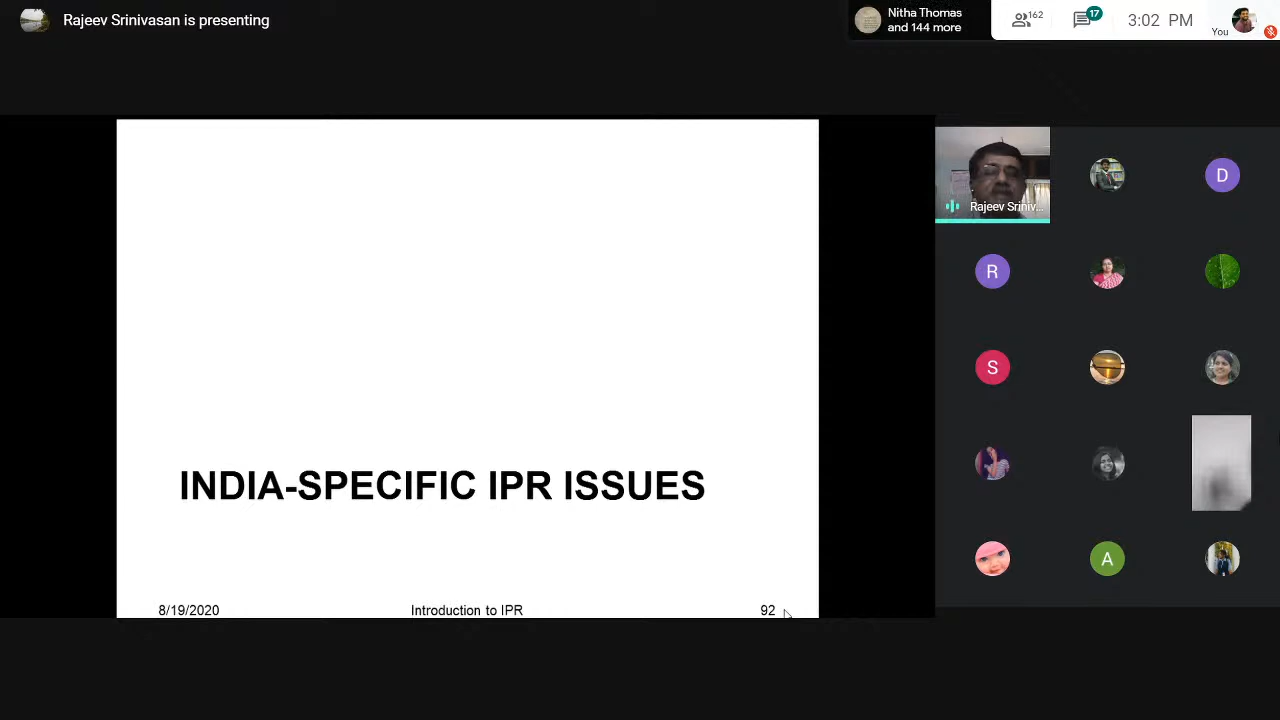 Rajeev Srinivasan is presenting
Nitha Thomas
and 144 more
162
17
3:02 PM
You
Rajeev Sriniv...
D
R
S
A
INDIA-SPECIFIC IPR ISSUES
8/19/2020
Introduction to IPR
92